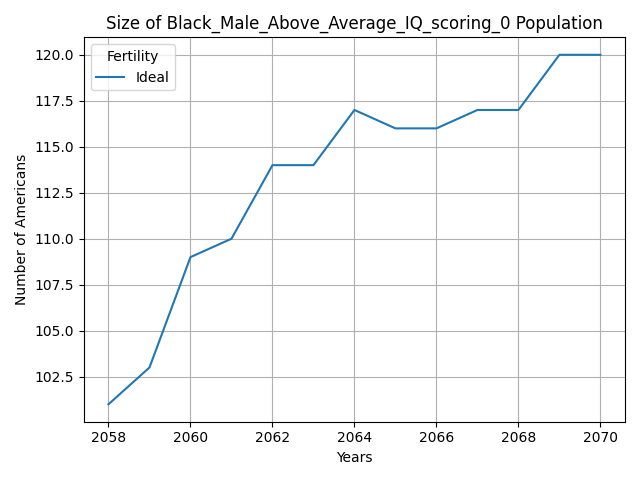 Size of Black_Male_Above_Average_IQ_scoring_0 Population
Fertility
Ideal
120.0
117.5
115.0
112.5
110.0
107.5
105.0
102.5
Number of Americans
2058 2060 2062 2064 2066 2068 2070
Years